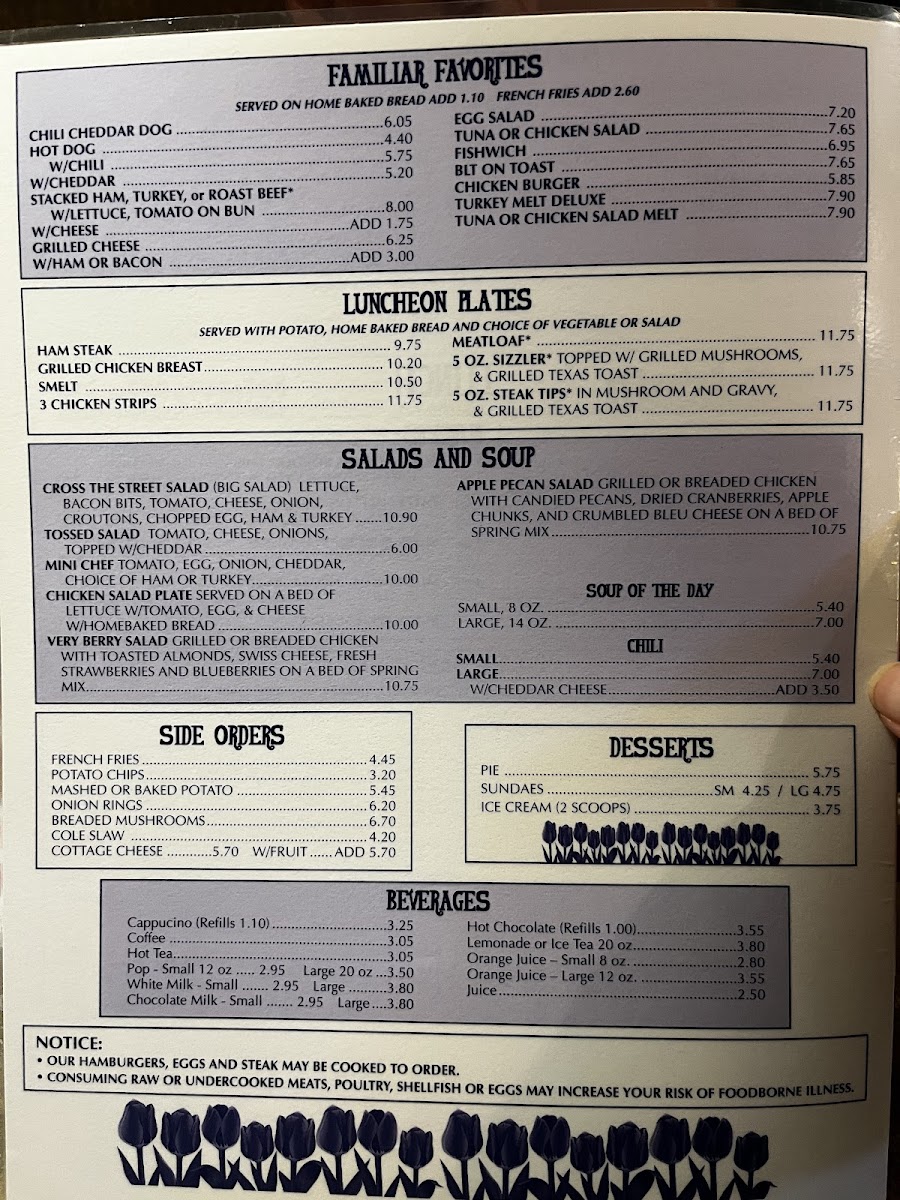 FAMILIAR FAVORITES
SERVED ON HOME BAKED BREAD ADD 1.10 FRENCH FRIES ADD 2.60
CHILI CHEDDAR DOG 6.05
HOT DOG 4.40
W/CHILI 5.75
W/CHEDDAR 5.20
STACKED HAM, TURKEY, or ROAST BEEF*
W/LETTUCE, TOMATO ON BUN 8.00
W/CHEESE ADD 1.75
GRILLED CHEESE 6.25
W/HAM OR BACON ADD 3.00
EGG SALAD 7.20
TUNA OR CHICKEN SALAD 7.65
FISHWICH 6.95
BLT ON TOAST 7.65
CHICKEN BURGER 5.85
TURKEY MELT DELUXE 7.90
TUNA OR CHICKEN SALAD MELT 7.90
LUNCHEON PLATES
SERVED WITH POTATO, HOME BAKED BREAD AND CHOICE OF VEGETABLE OR SALAD
HAM STEAK 9.75
GRILLED CHICKEN BREAST 10.20
SMELT 10.50
3 CHICKEN STRIPS 11.75
MEATLOAF* 11.75
5 OZ. SIZZLER* TOPPED W/ GRILLED MUSHROOMS,
& GRILLED TEXAS TOAST 11.75
5 OZ. STEAK TIPS* IN MUSHROOM AND GRAVY,
& GRILLED TEXAS TOAST 11.75
SALADS AND SOUP
CROSS THE STREET SALAD (BIG SALAD) LETTUCE,
BACON BITS, TOMATO, CHEESE, ONION,
CROUTONS, CHOPPED EGG, HAM & TURKEY 10.90
TOSSED SALAD TOMATO, CHEESE, ONIONS,
TOPPED W/CHEDDAR 6.00
MINI CHEF TOMATO, EGG, ONION, CHEDDAR,
CHOICE OF HAM OR TURKEY 10.00
CHICKEN SALAD PLATE SERVED ON A BED OF
LETTUCE W/TOMATO, EGG, & CHEESE
W/HOMEBAKED BREAD 10.00
VERY BERRY SALAD GRILLED OR BREADED CHICKEN
WITH TOASTED ALMONDS, SWISS CHEESE, FRESH
STRAWBERRIES AND BLUEBERRIES ON A BED OF SPRING
MIX 10.75
APPLE PECAN SALAD GRILLED OR BREADED CHICKEN
WITH CANDIED PECANS, DRIED CRANBERRIES, APPLE
CHUNKS, AND CRUMBLED BLEU CHEESE ON A BED OF
SPRING MIX 10.75
SOUP OF THE DAY
SMALL, 8 OZ. 5.40
LARGE, 14 OZ. 7.00
CHILI
SMALL 5.40
LARGE 7.00
W/CHEDDAR CHEESE ADD 3.50
SIDE ORDERS
FRENCH FRIES 4.45
POTATO CHIPS 3.20
MASHED OR BAKED POTATO 5.45
ONION RINGS 6.20
BREADED MUSHROOMS 6.70
COLE SLAW 4.20
COTTAGE CHEESE 5.70 W/FRUIT ADD 5.70
DESSERTS
PIE 5.75
SUNDAES SM 4.25 / LG 4.75
ICE CREAM (2 SCOOPS) 3.75
BEVERAGES
Cappucino (Refills 1.10) 3.25
Coffee 3.05
Hot Tea 3.05
Pop - Small 12 oz 2.95 Large 20 oz 3.50
White Milk - Small 2.95 Large 3.80
Chocolate Milk - Small 2.95 Large 3.80
Hot Chocolate (Refills 1.00) 3.55
Lemonade or Ice Tea 20 oz 3.80
Orange Juice – Small 8 oz. 2.80
Orange Juice – Large 12 oz. 3.55
Juice 2.50
NOTICE:
• OUR HAMBURGERS, EGGS AND STEAK MAY BE COOKED TO ORDER.
• CONSUMING RAW OR UNDERCOOKED MEATS, POULTRY, SHELLFISH OR EGGS MAY INCREASE YOUR RISK OF FOODBORNE ILLNESS.